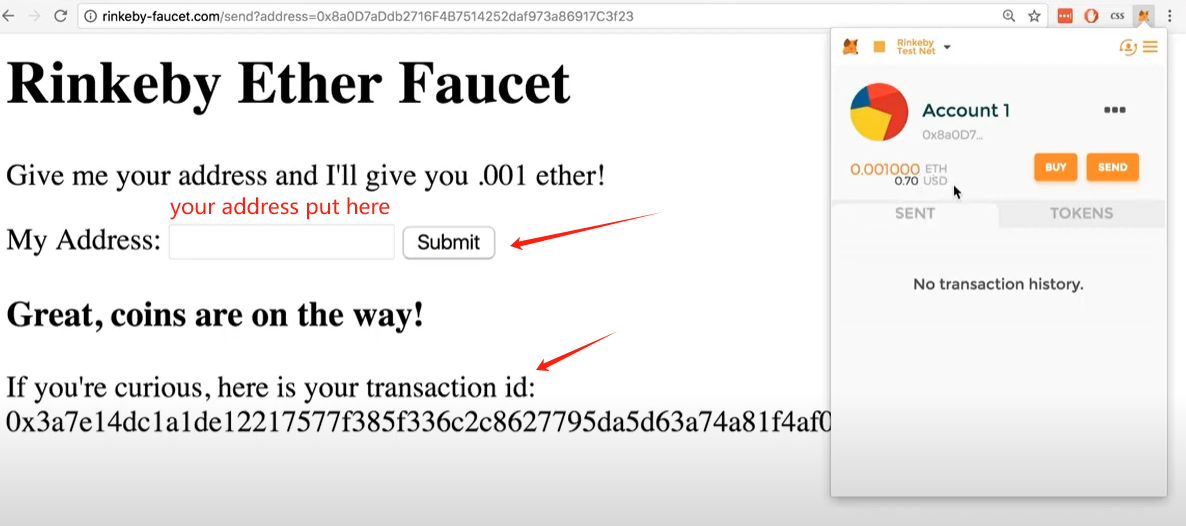 rinkeby-faucet.com/send?address=0x8a0D7aDdb2716F4B7514252daf973a86917C3f23
CSS
Rinkeby Ether Faucet
Give me your address and I'll give you .001 ether!
your address put here
My Address:
Submit
Great, coins are on the way!
If you're curious, here is your transaction id:
0x3a7e14dc1a1de12217577f385f336c2c8627795da5d63a74a81f4af0
Rinkeby
Test Net
Account 1
0x8a0D7...
0.001000 ETH
0.70 USD
BUY
SEND
SENT
TOKENS
No transaction history.